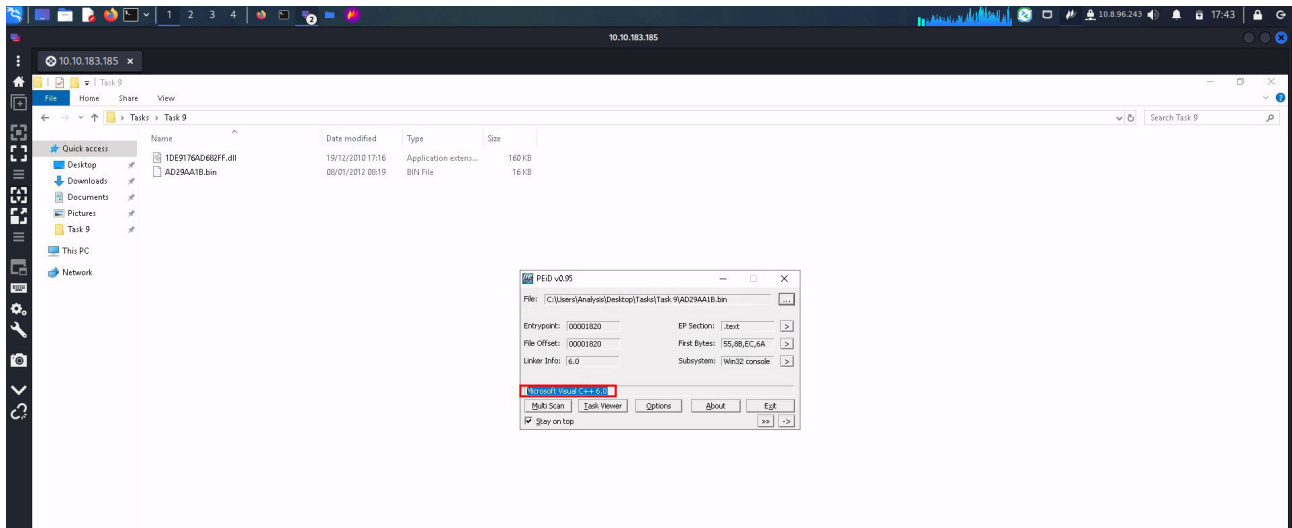 1 2 3 4 2 10.8.96.243 17:43
10.10.183.185
10.10.183.185 ×
Task 9
File Home Share View
Tasks > Task 9 Search Task 9
Name Date modified Type Size
Quick access
1DE9176AD682FF.dll 19/12/2010 17:16 Application extens... 160 KB
Desktop
AD29AA1B.bin 08/01/2012 08:19 BIN File 16 KB
Downloads
Documents
Pictures
Task 9
This PC
Network
PEiD v0.95
File: C:\Users\Analysis\Desktop\Tasks\Task 9\AD29AA1B.bin ...
Entrypoint: 00001820 EP Section: .text >
File Offset: 00001820 First Bytes: 55,8B,EC,6A >
Linker Info: 6.0 Subsystem: Win32 console >
Microsoft Visual C++ 6.0
Multi Scan Task Viewer Options About Exit
Stay on top >> ->